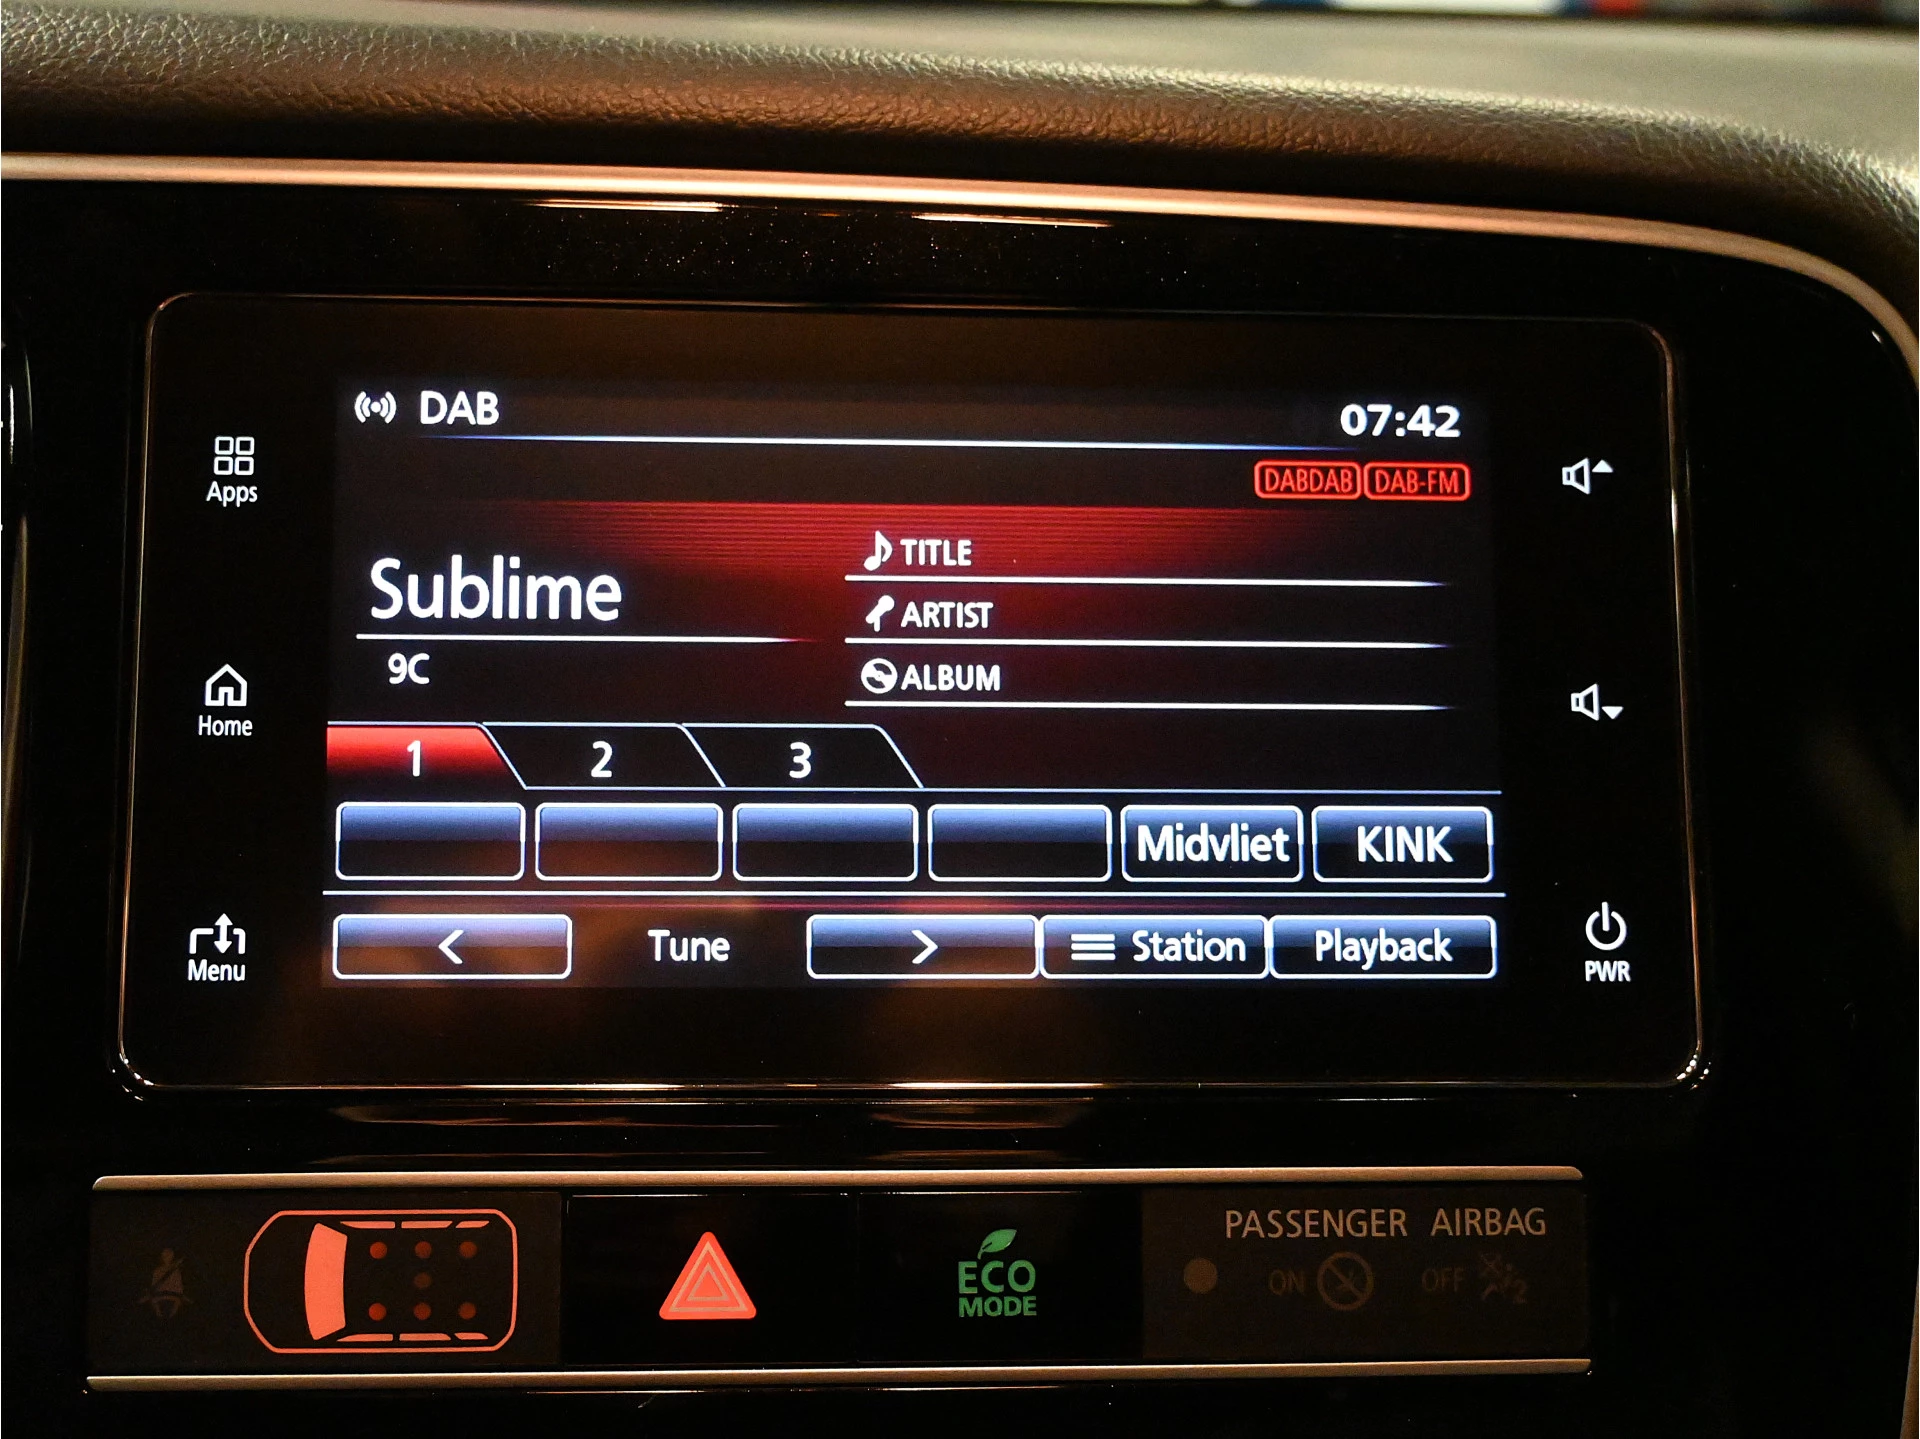 DAB
07:42
DABDAB DAB-FM
Apps
TITLE
Sublime
ARTIST
9C
ALBUM
Home
1 2 3
Midvliet KINK
< Tune > Station Playback
Menu
PWR
PASSENGER AIRBAG
ECO
MODE
ON OFF
2